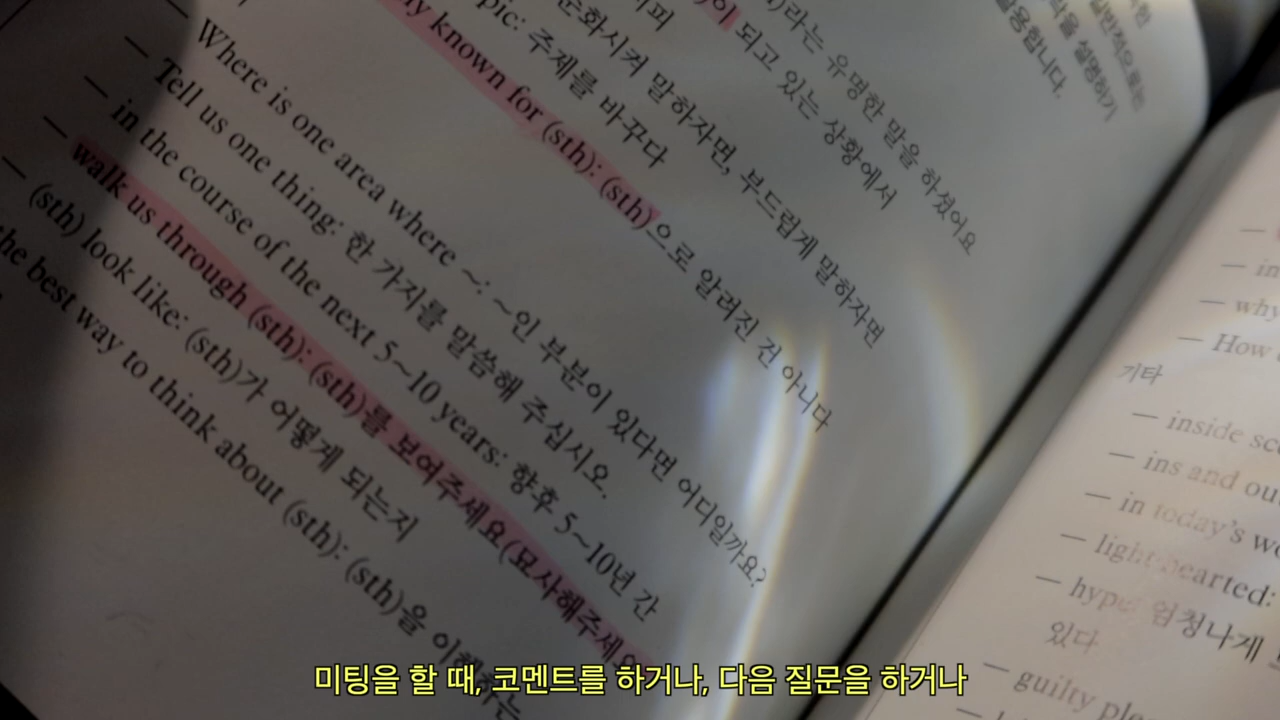 되고 있는 상황에서
라는 유명한 말을 하셨어요
문화시켜 말하자면, 부드럽게 말하자면
pic: 주제를 바꾸다
known for (sth): (sth)으로 알려진 건 아니다
— Where is one area where ~: ~인 부분이 있다면 어디일까요?
— Tell us one thing: 한 가지를 말씀해 주십시오.
— in the course of the next 5~10 years: 향후 5~10년 간
— walk us through (sth): (sth)를 보여주세요(묘사해주세요
— (sth) look like: (sth)가 어떻게 되는지
the best way to think about (sth): (sth)을 이해하는
— in
— why
— How
기타
— inside sc
— ins and ou
— in today's wo
— light-hearted:
— hype 엄청나게
있다
— guilty ple
미팅을 할 때, 코멘트를 하거나, 다음 질문을 하거나